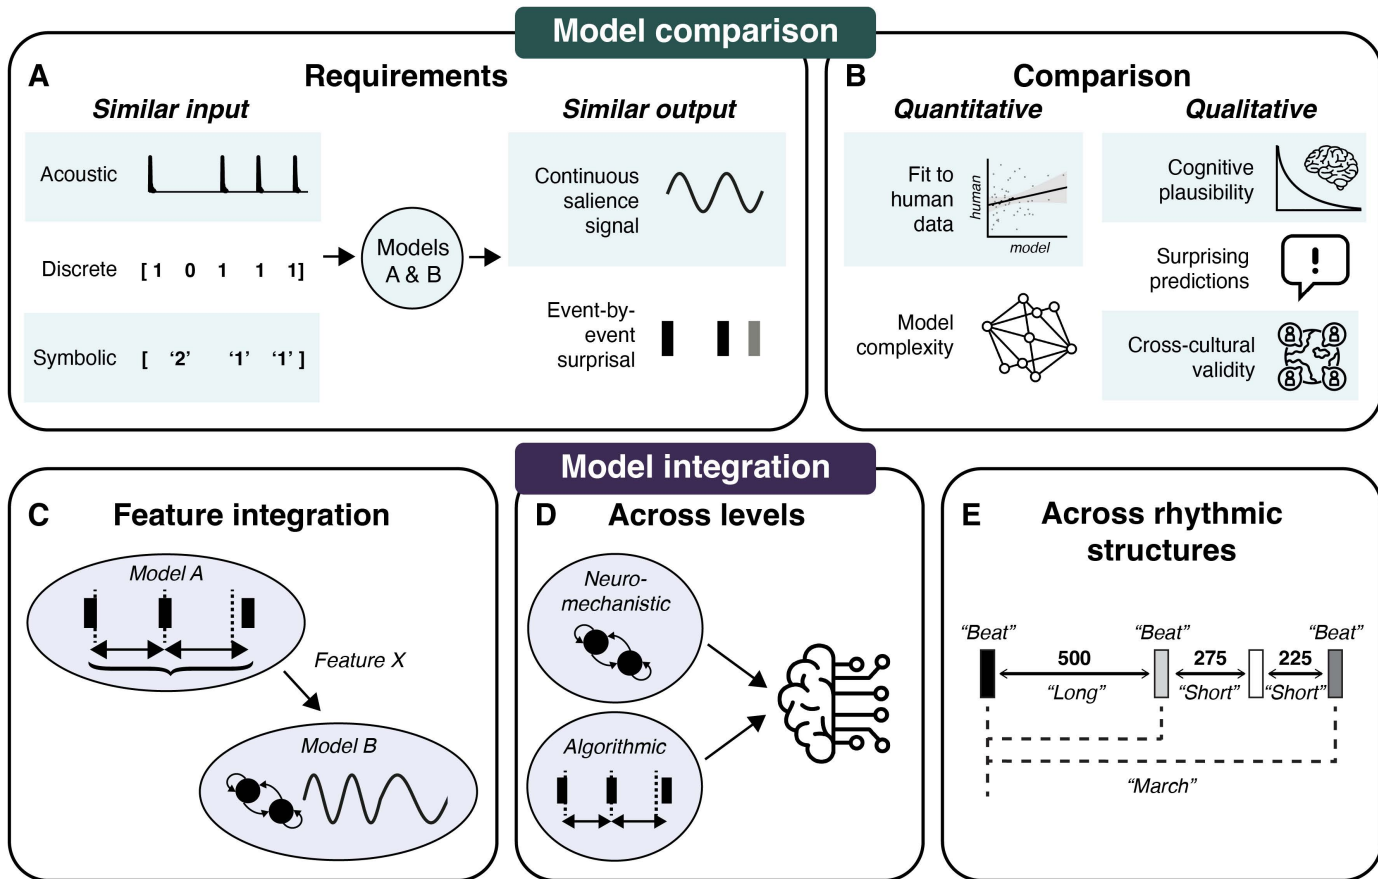 Model comparison
A
Requirements
Similar input
Similar output
Acoustic
Discrete
[ 1 0 1 1 1]
Symbolic
[ ‘2’ ‘1’ ‘1’ ]
Models
A & B
Continuous
salience
signal
Event-by-
event
surprisal
B
Comparison
Quantitative
Qualitative
Fit to
human
data
human
model
Model
complexity
Cognitive
plausibility
Surprising
predictions
!
Cross-cultural
validity
Model integration
C
Feature integration
Model A
Feature X
Model B
D
Across levels
Neuro-
mechanistic
Algorithmic
E
Across rhythmic
structures
“Beat” “Beat” “Beat”
500 275 225
“Long” “Short” “Short”
“March”